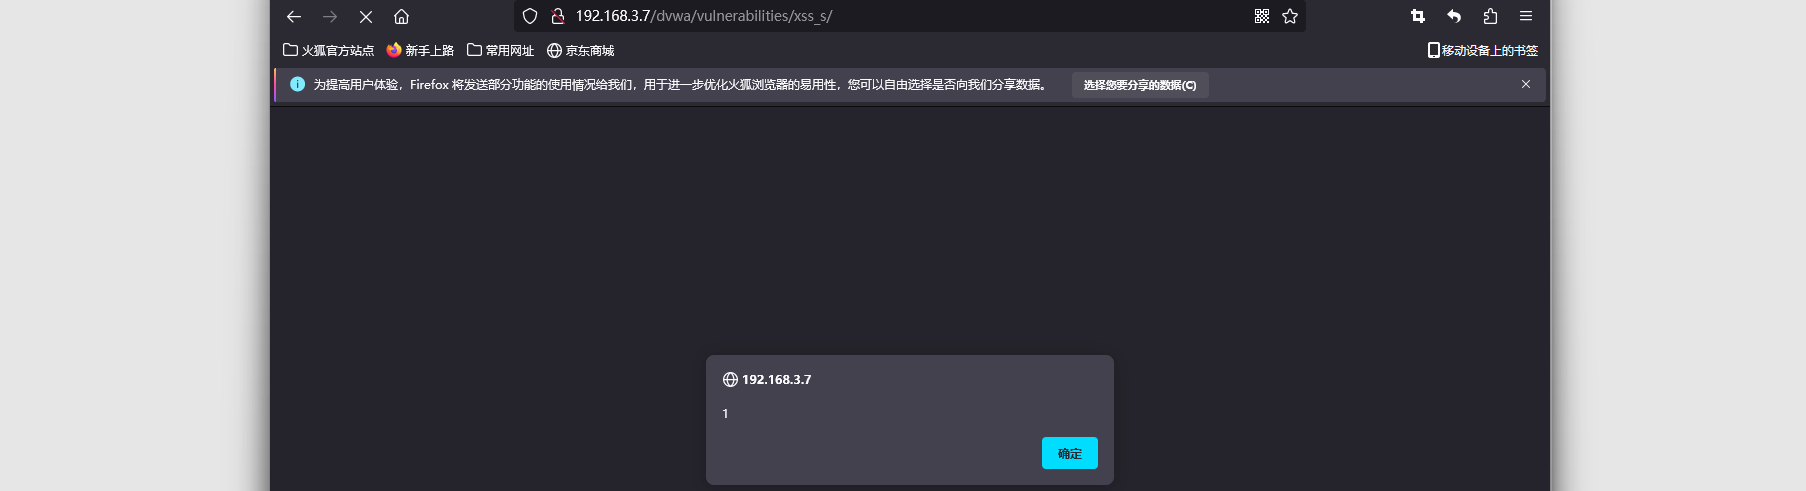 192.168.3.7/dvwa/vulnerabilities/xss_s/
火狐官方站点 新手上路 常用网址 京东商城 移动设备上的书签
为提高用户体验，Firefox 将发送部分功能的使用情况给我们，用于进一步优化火狐浏览器的易用性，您可以自由选择是否向我们分享数据。 选择您要分享的数据(C)
192.168.3.7
1
确定